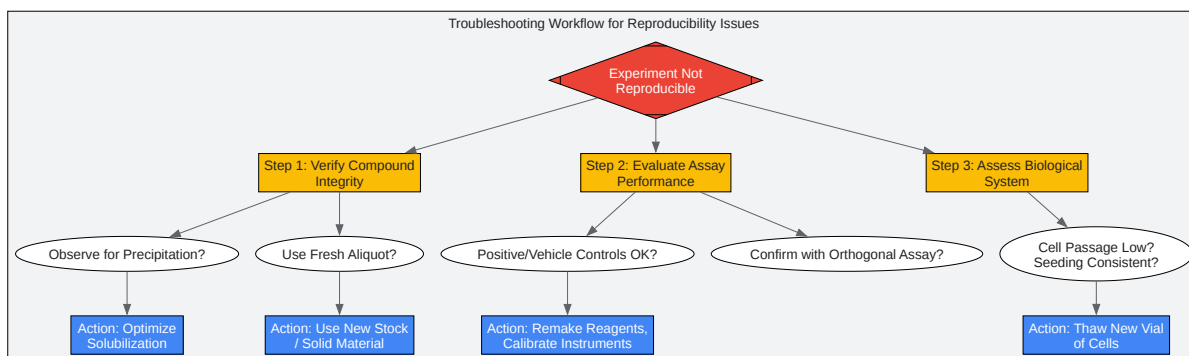 Troubleshooting Workflow for Reproducibility Issues
Experiment Not
Reproducible
Step 1: Verify Compound
Integrity
Step 2: Evaluate Assay
Performance
Step 3: Assess Biological
System
Observe for Precipitation?
Use Fresh Aliquot?
Positive/Vehicle Controls OK?
Confirm with Orthogonal Assay?
Cell Passage Low?
Seeding Consistent?
Action: Optimize
Solubilization
Action: Use New Stock
/ Solid Material
Action: Remake Reagents,
Calibrate Instruments
Action: Thaw New Vial
of Cells